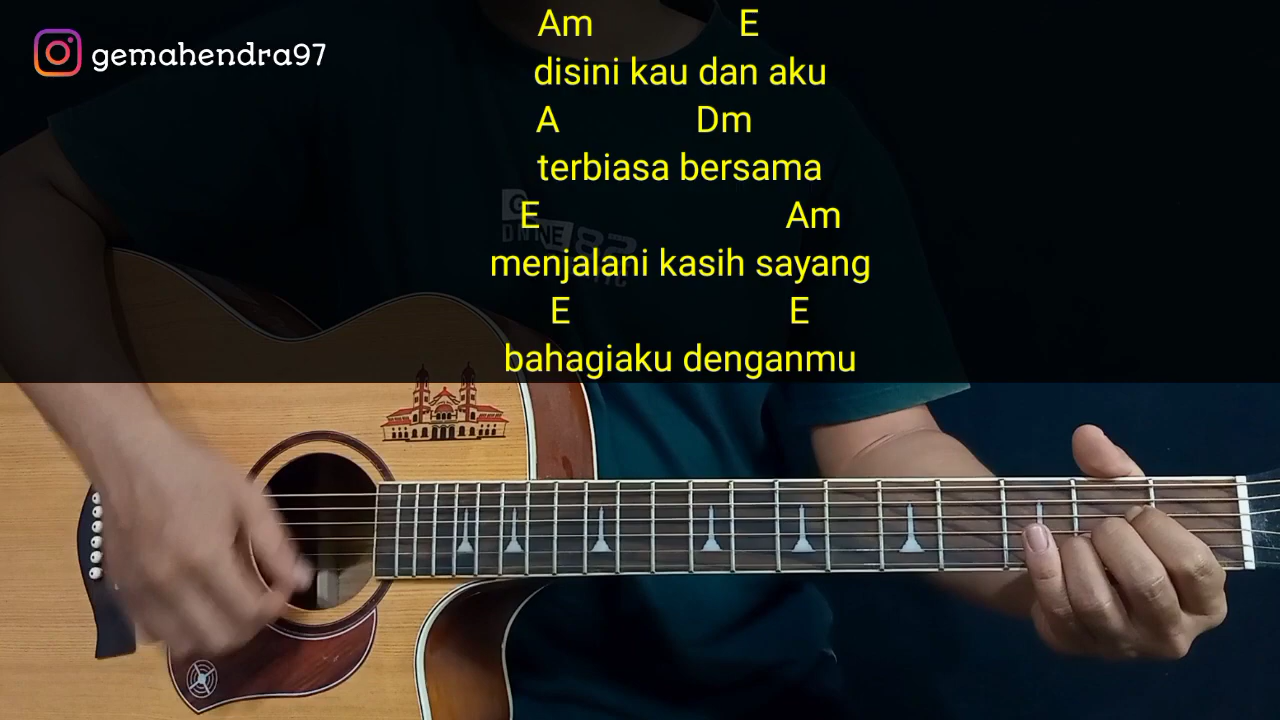 gemahendra97
Am E
disini kau dan aku
A Dm
terbiasa bersama
E Am
menjalani kasih sayang
E E
bahagiaku denganmu